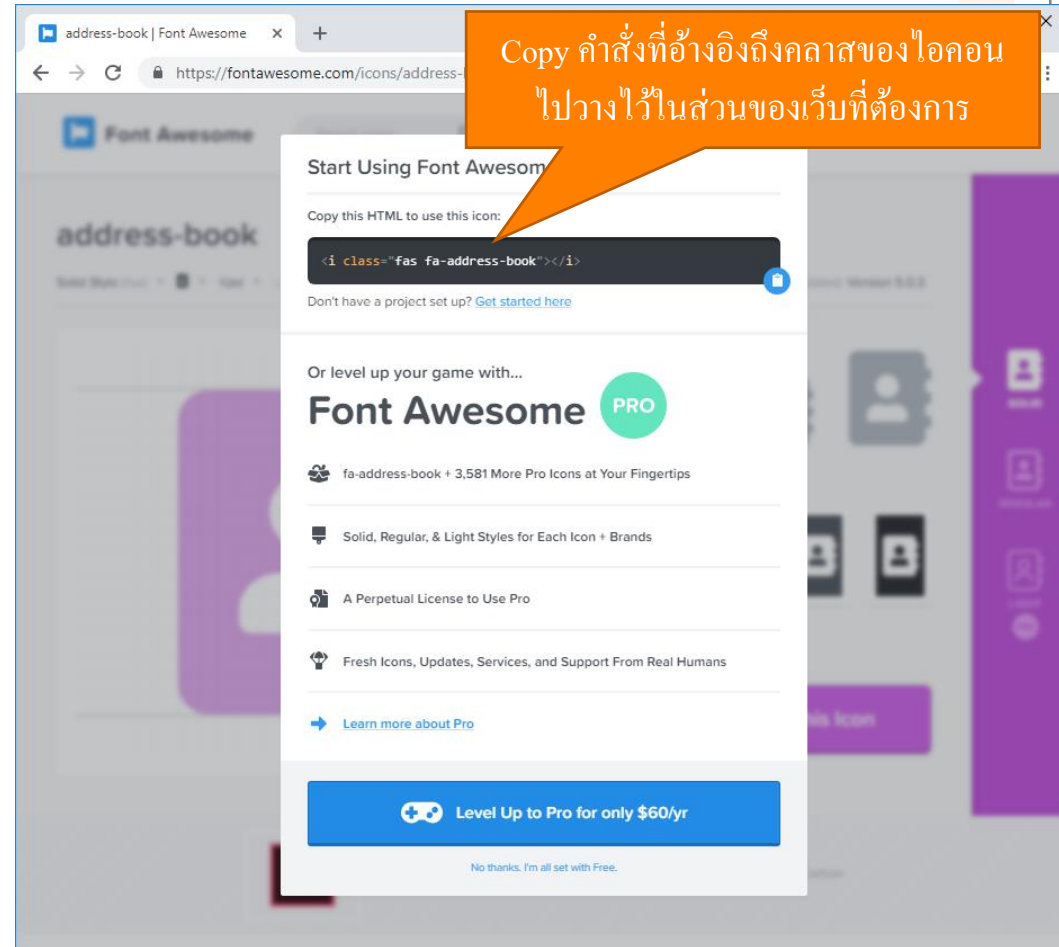 address-book | Font Awesome
https://fontawesome.com/icons/address-
Copy คำสั่งที่อ้างอิงถึงคลาสของไอคอน
ไปวางไว้ในส่วนของเว็บที่ต้องการ
Font Awesome
address-book
Start Using Font Awesom
Copy this HTML to use this icon:
<i class="fas fa-address-book"></i>
Don't have a project set up? Get started here
Or level up your game with...
Font Awesome PRO
fa-address-book + 3,581 More Pro Icons at Your Fingertips
Solid, Regular, & Light Styles for Each Icon + Brands
A Perpetual License to Use Pro
Fresh Icons, Updates, Services, and Support From Real Humans
Learn more about Pro
his Icon
Level Up to Pro for only $60/yr
No thanks, I'm all set with Free.